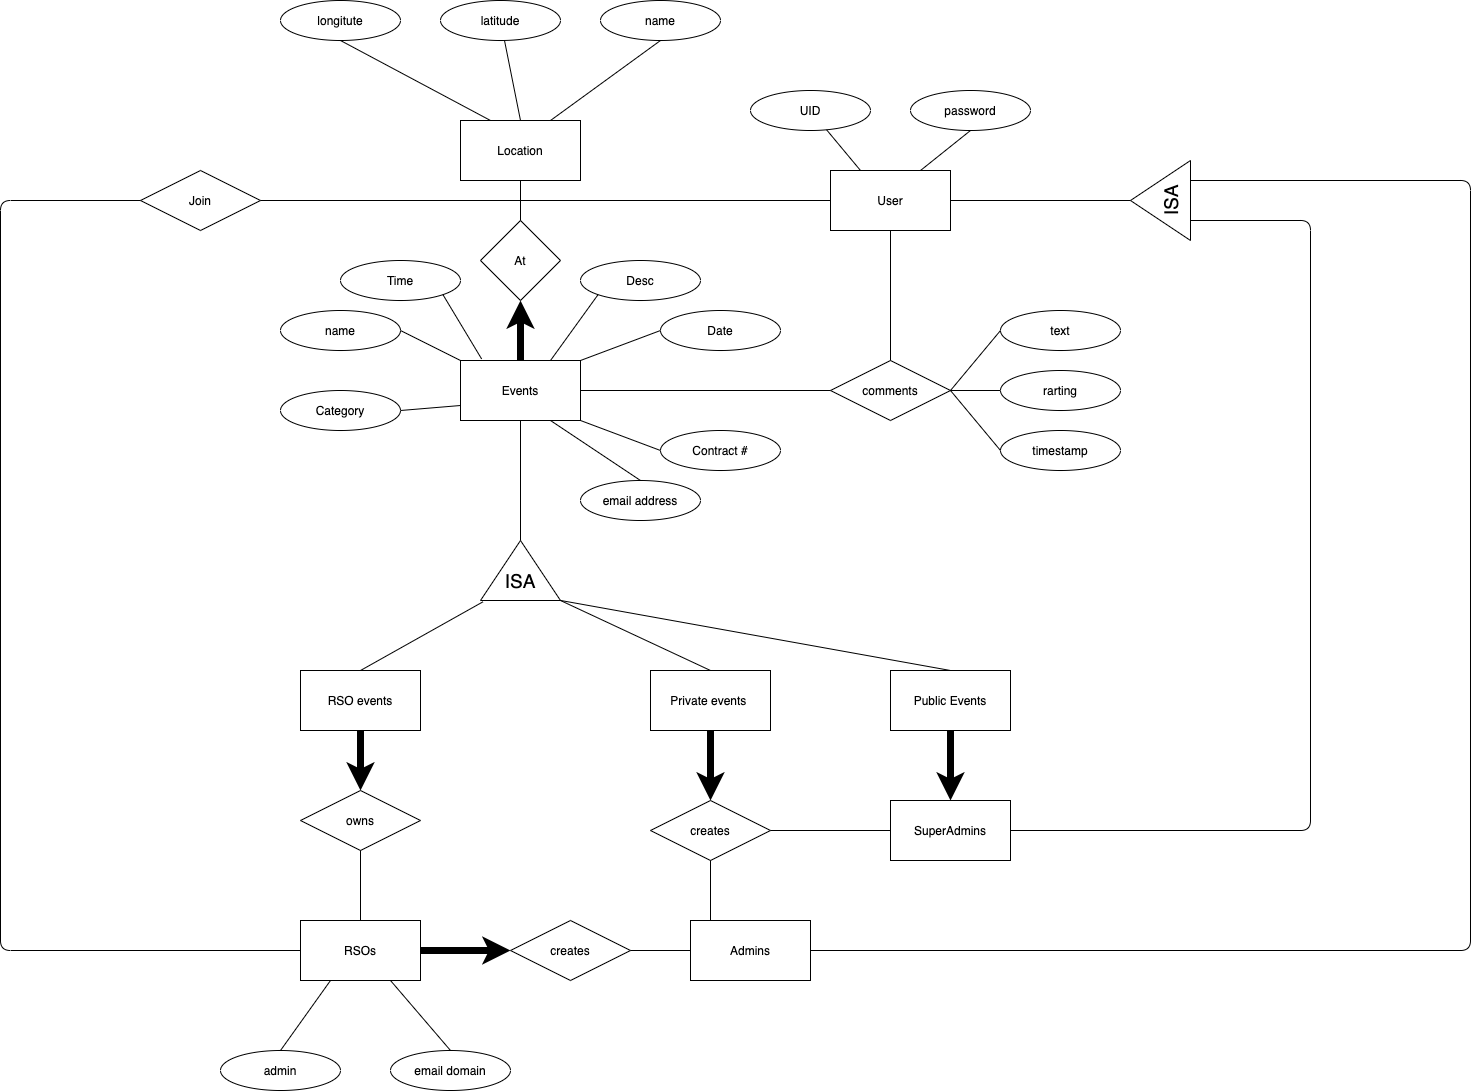 longitute
latitude
name
UID
password
Location
Join
User
ISA
At
Time
Desc
name
Date
text
Events
comments
rarting
Category
Contract #
timestamp
email address
ISA
RSO events
Private events
Public Events
owns
creates
SuperAdmins
RSOs
creates
Admins
admin
email domain